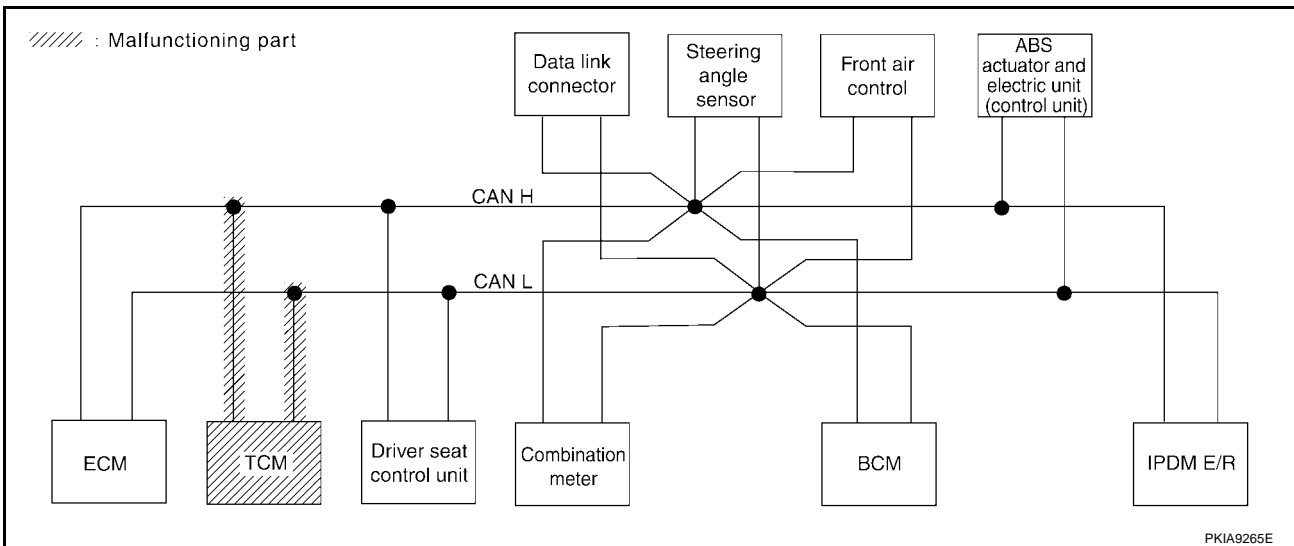 : Malfunctioning part
Data link
connector
Steering
angle
sensor
Front air
control
ABS
actuator and
electric unit
(control unit)
CAN H
CAN L
ECM
TCM
Driver seat
control unit
Combination
meter
BCM
IPDM E/R
PKIA9265E